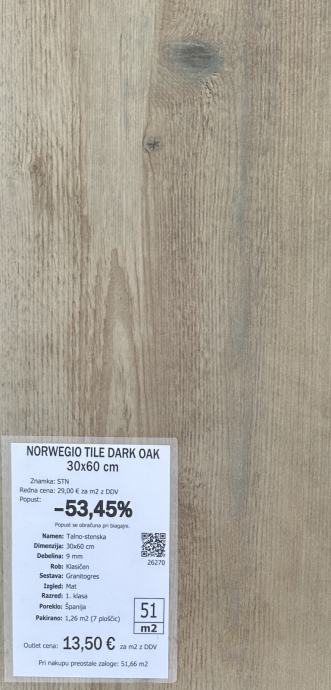 NORWEGIO TILE DARK OAK
30x60 cm
Znamka: STN
Redna cena: 29,00 € za m2 z DDV
Popust:
-53,45%
Popust se obračuna pri blagajni.
Namen: Talno-stenska
Dimenzija: 30x60 cm
Debelina: 9 mm
Rob: Klasičen
Sestava: Granitogres
Izgled: Mat
Razred: 1. klasa
Poreklo: Španija
Pakirano: 1,26 m2 (7 ploščic)
26270
51
m2
Outlet cena: 13,50 € za m2 z DDV
Pri nakupu preostale zaloge: 51,66 m2